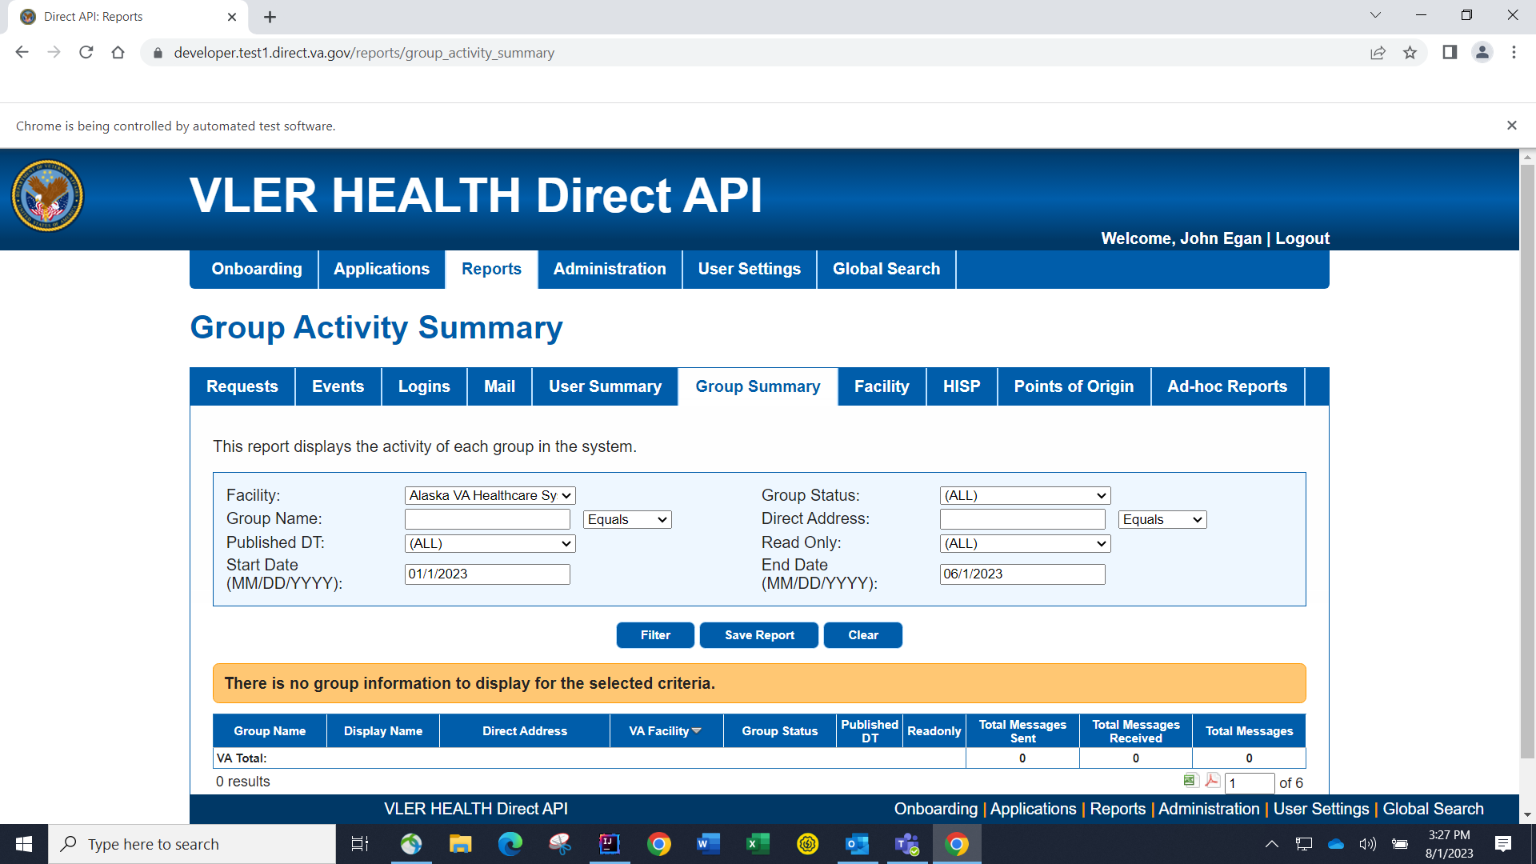 Direct API: Reports
developer.test1.direct.va.gov/reports/group_activity_summary
Chrome is being controlled by automated test software.
VLER HEALTH Direct API
Welcome, John Egan | Logout
Onboarding Applications Reports Administration User Settings Global Search
Group Activity Summary
Requests Events Logins Mail User Summary Group Summary Facility HISP Points of Origin Ad-hoc Reports
This report displays the activity of each group in the system.
Facility: Alaska VA Healthcare Sy Group Status: (ALL)
Group Name: Equals Direct Address: Equals
Published DT: (ALL) Read Only: (ALL)
Start Date (MM/DD/YYYY): 01/1/2023 End Date (MM/DD/YYYY): 06/1/2023
Filter Save Report Clear
There is no group information to display for the selected criteria.
Group Name Display Name Direct Address VA Facility Group Status Published DT Readonly Total Messages Sent Total Messages Received Total Messages
VA Total: 0 0 0
0 results 1 of 6
VLER HEALTH Direct API Onboarding | Applications | Reports | Administration | User Settings | Global Search
Type here to search
3:27 PM
8/1/2023